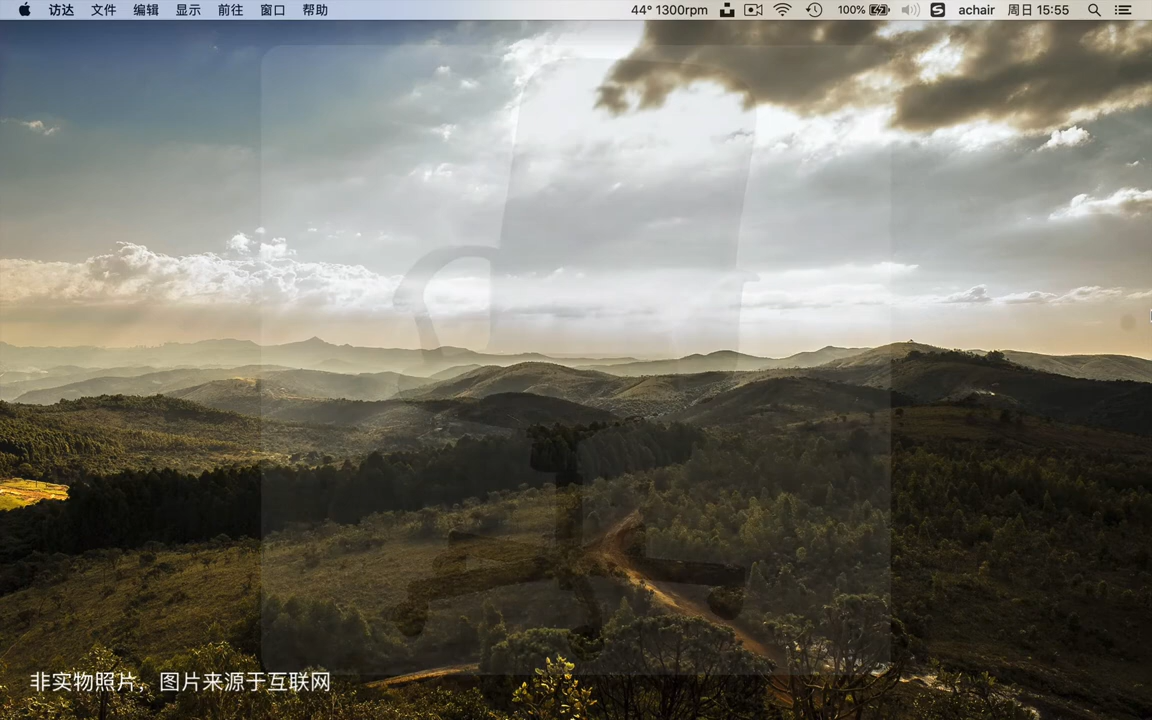 访达 文件 编辑 显示 前往 窗口 帮助 44° 1300rpm 100% achair 周日 15:55
非实物照片，图片来源于互联网